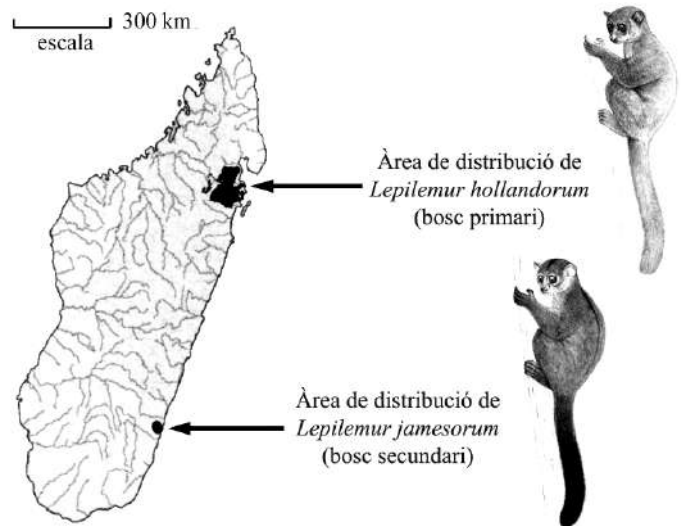 300 km
escala
Àrea de distribució de
Lepilemur hollandorum
(bosc primari)
Àrea de distribució de
Lepilemur jamesorum
(bosc secundari)